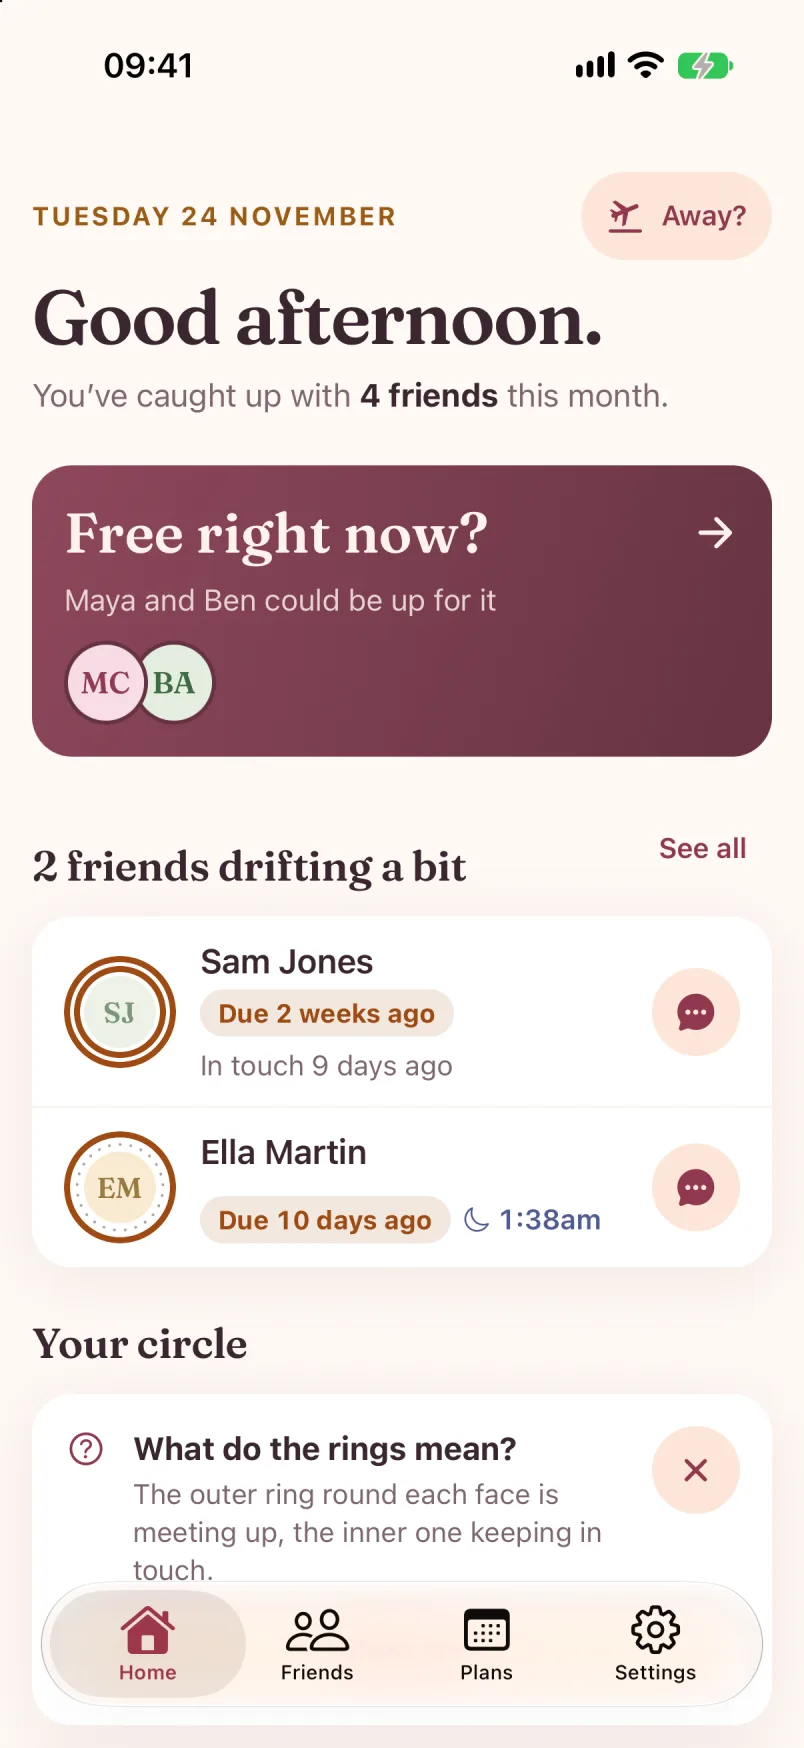 09:41
TUESDAY 24 NOVEMBER
Away?
Good afternoon.
You’ve caught up with 4 friends this month.
Free right now?
Maya and Ben could be up for it
MC
BA
2 friends drifting a bit
See all
SJ
Sam Jones
Due 2 weeks ago
In touch 9 days ago
EM
Ella Martin
Due 10 days ago
1:38am
Your circle
What do the rings mean?
The outer ring round each face is
meeting up, the inner one keeping in
touch.
Home
Friends
Plans
Settings